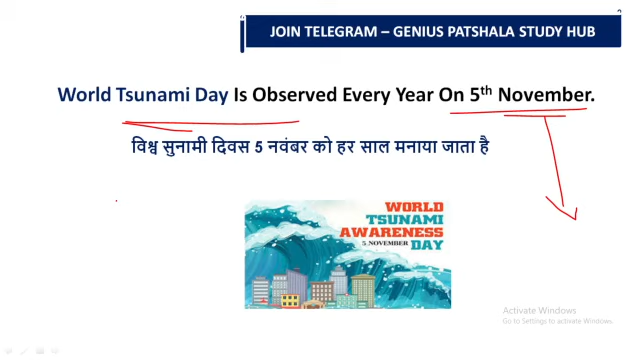 JOIN TELEGRAM – GENIUS PATSHALA STUDY HUB
World Tsunami Day Is Observed Every Year On 5th November.
विश्व सुनामी दिवस 5 नवंबर को हर साल मनाया जाता है
WORLD
TSUNAMI
AWARENESS
5 NOVEMBER DAY
Activate Windows
Go to Settings to activate Windows.